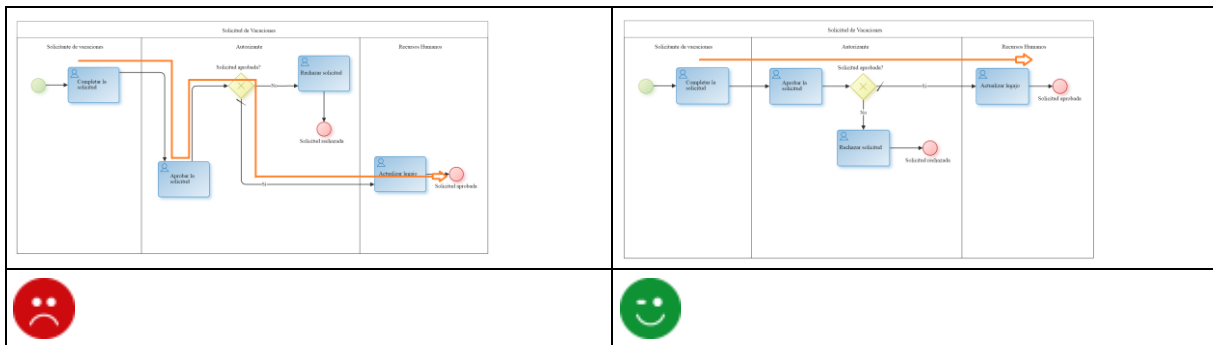 Solicitud de Vacaciones
Solicitante de vacaciones
Autorizante
Recursos Humanos
Solicitud aprobada?
Completar la
solicitud
No
Rechazar solicitud
Solicitud rechazada
Aprobar la
solicitud
Si
Actualizar legajo
Solicitud aprobada
Solicitud de Vacaciones
Solicitante de vacaciones
Autorizante
Recursos Humanos
Solicitud aprobada?
Completar la
solicitud
Aprobar la
solicitud
Si
Actualizar legajo
Solicitud aprobada
No
Rechazar solicitud
Solicitud rechazada